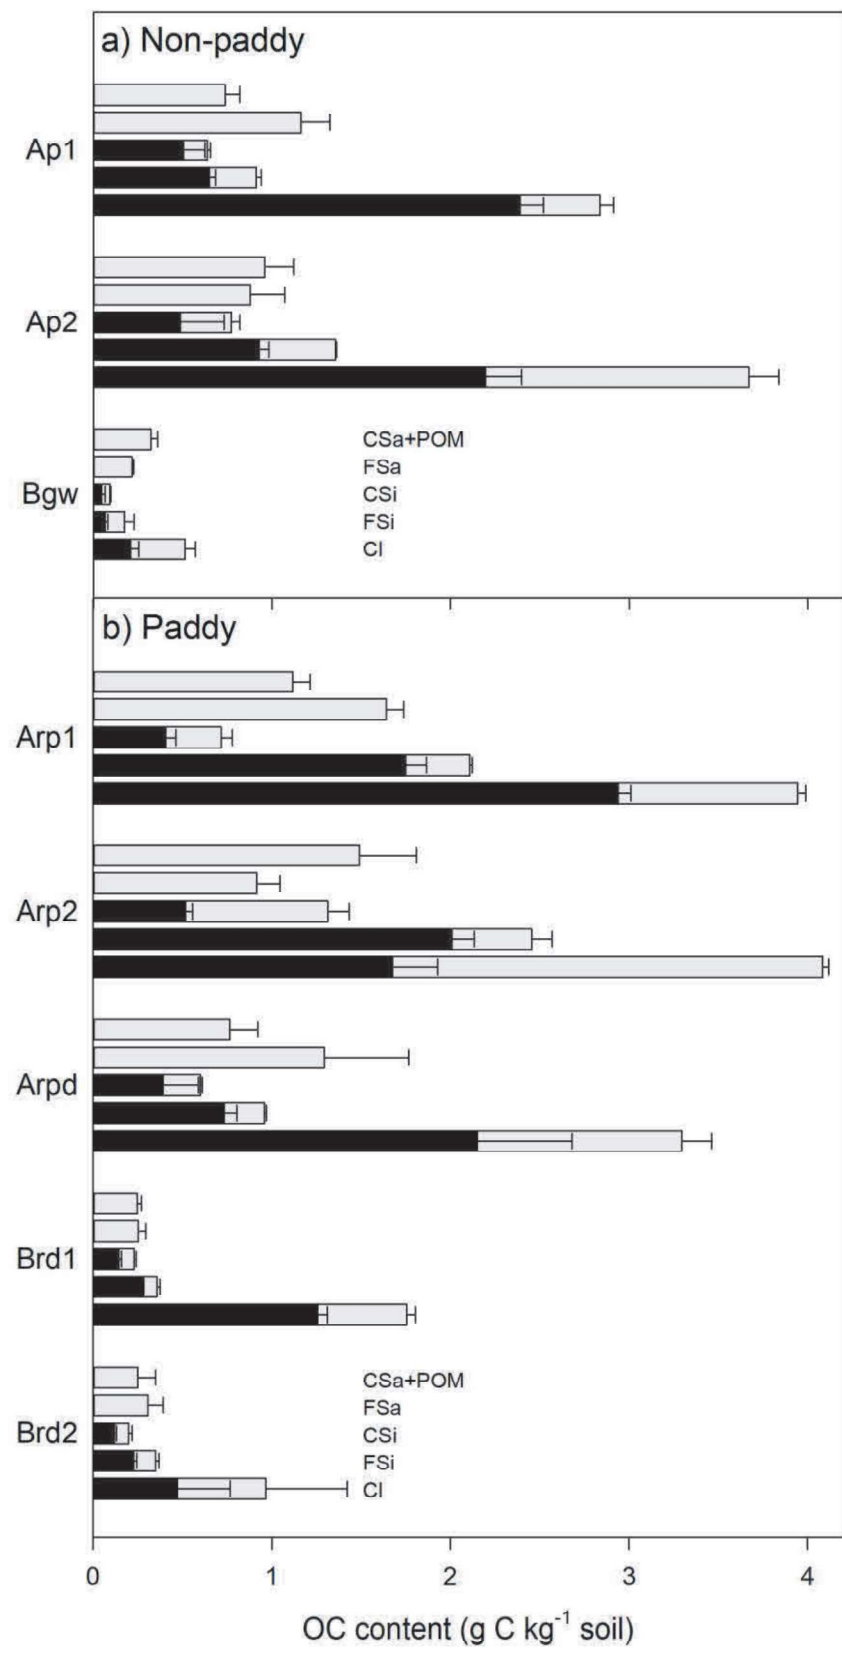 a) Non-paddy
Ap1
Ap2
Bgw
CSa+POM
FSa
CSi
FSi
Cl
b) Paddy
Arp1
Arp2
Arpd
Brd1
Brd2
CSa+POM
FSa
CSi
FSi
Cl
0 1 2 3 4
OC content (g C kg⁻¹ soil)